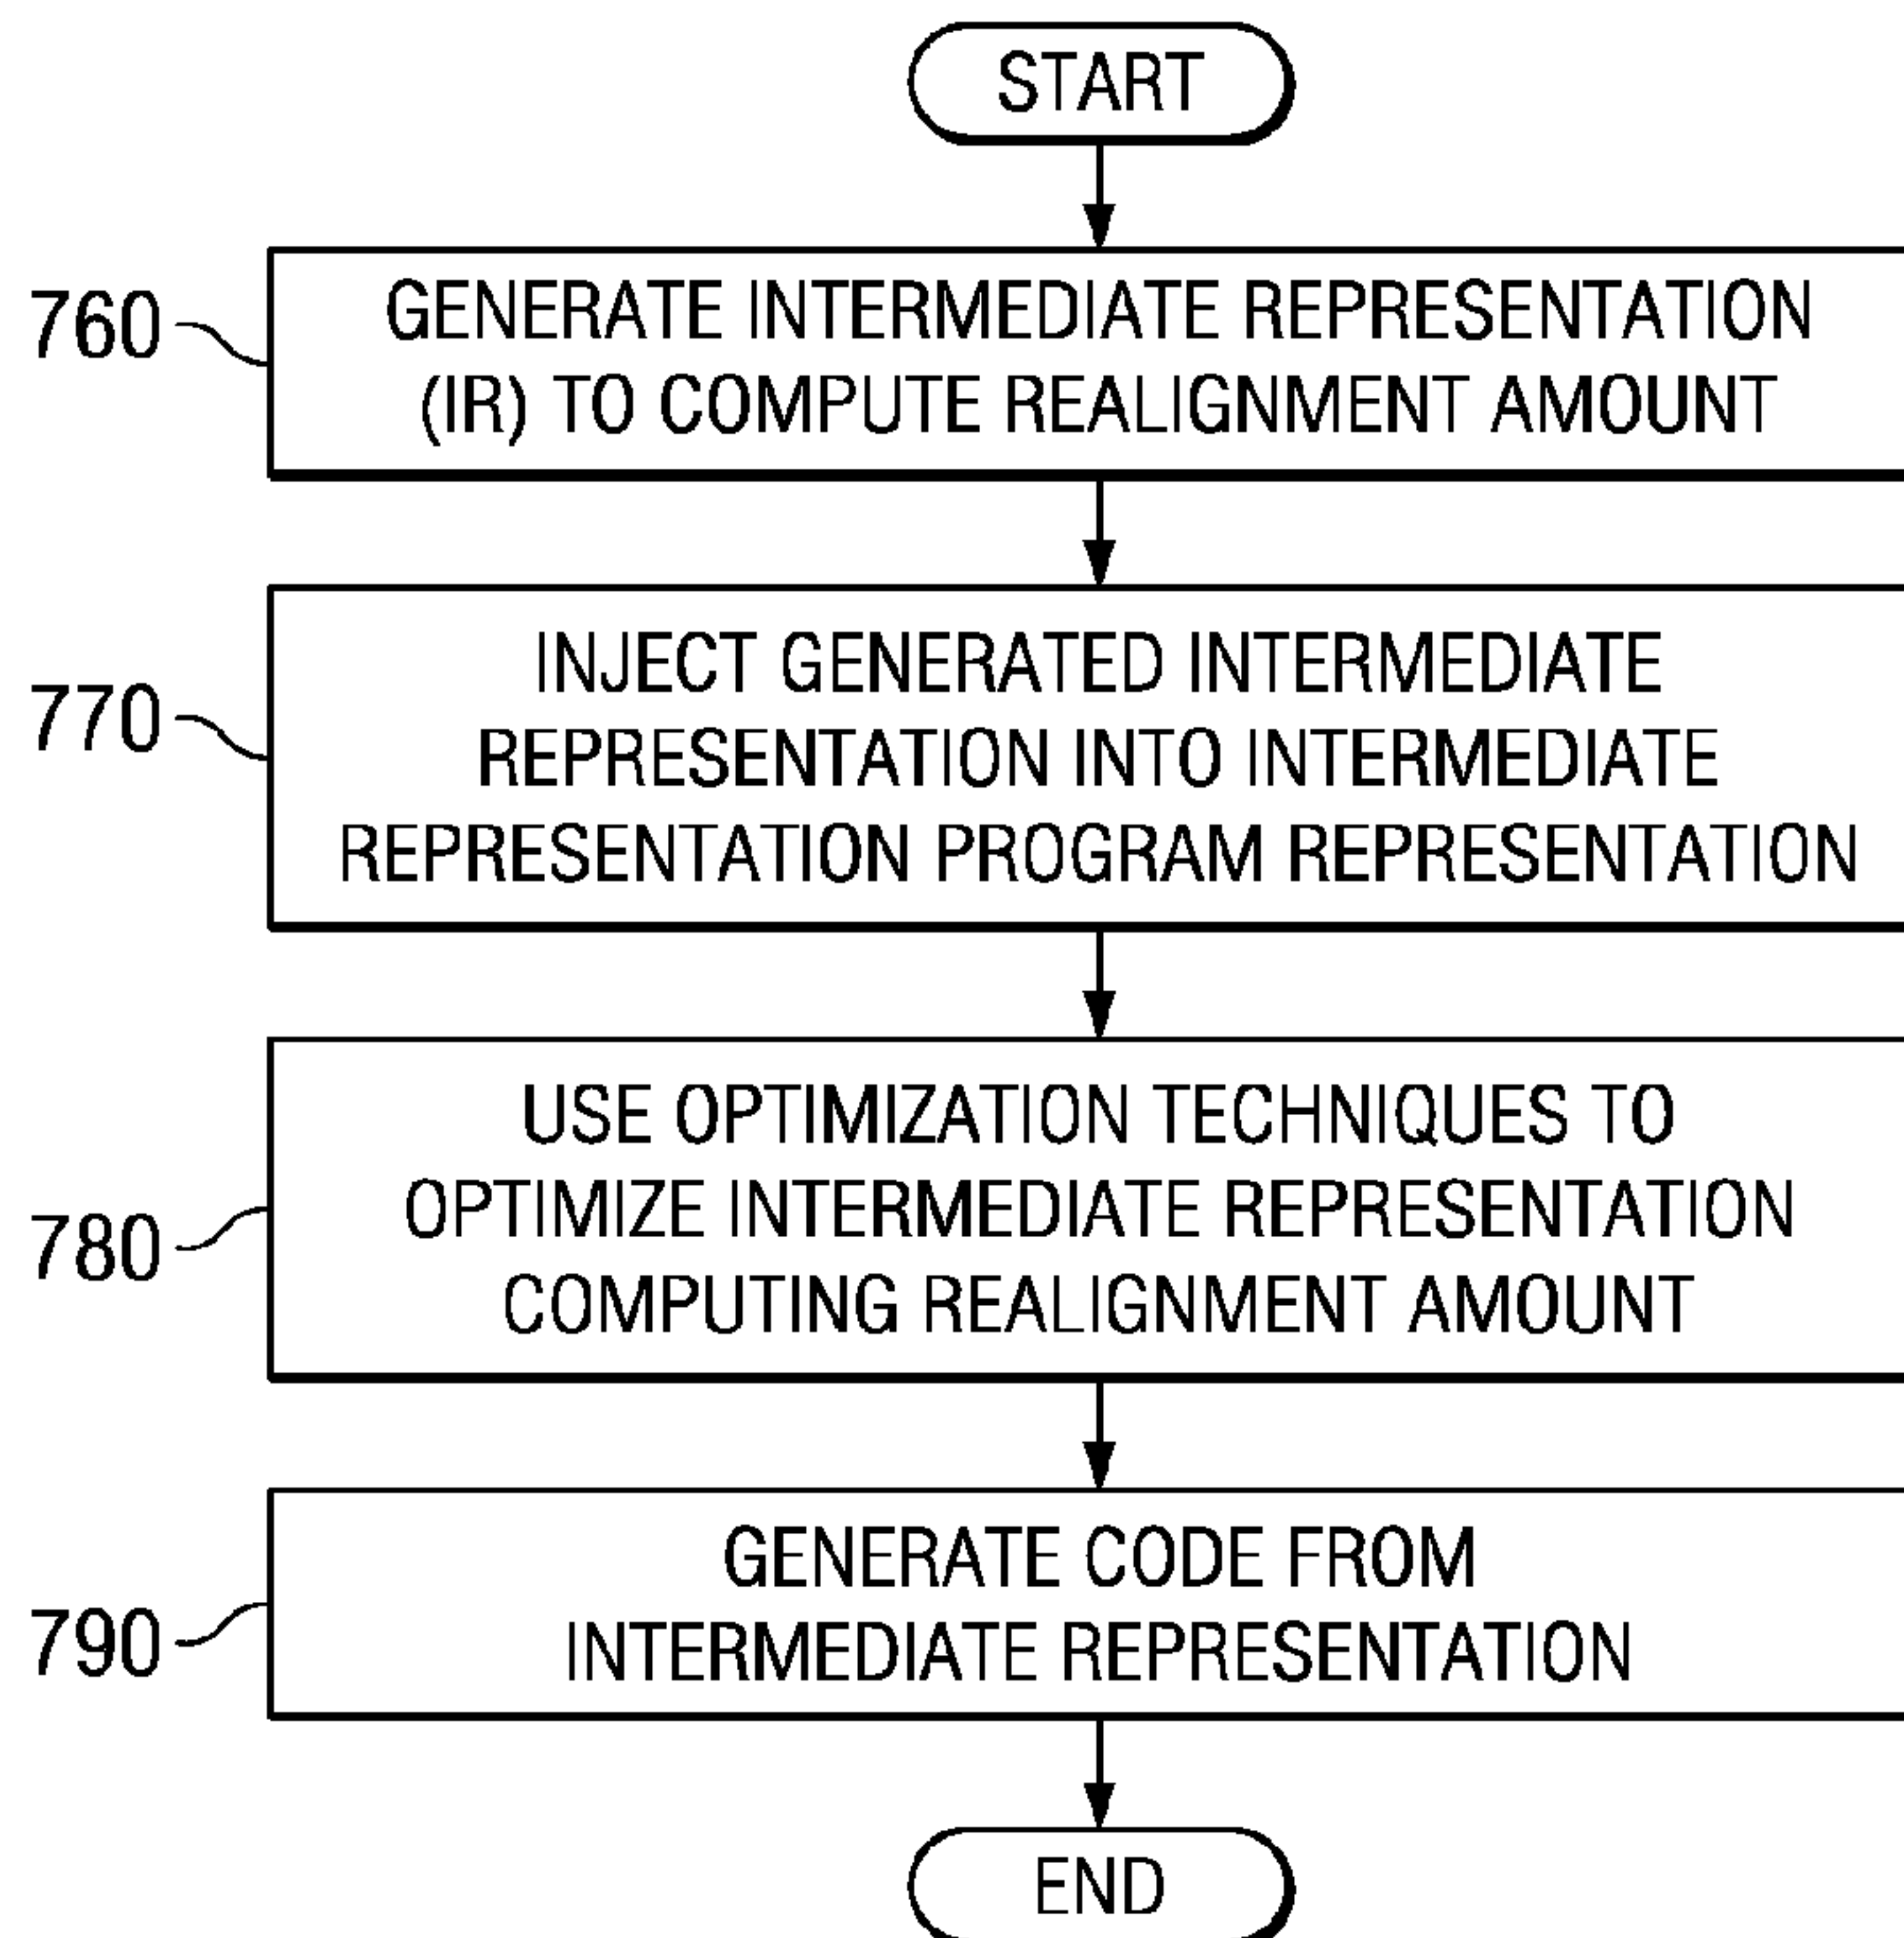 START
760
GENERATE INTERMEDIATE REPRESENTATION
(IR) TO COMPUTE REALIGNMENT AMOUNT
770
INJECT GENERATED INTERMEDIATE
REPRESENTATION INTO INTERMEDIATE
REPRESENTATION PROGRAM REPRESENTATION
780
USE OPTIMIZATION TECHNIQUES TO
OPTIMIZE INTERMEDIATE REPRESENTATION
COMPUTING REALIGNMENT AMOUNT
790
GENERATE CODE FROM
INTERMEDIATE REPRESENTATION
END